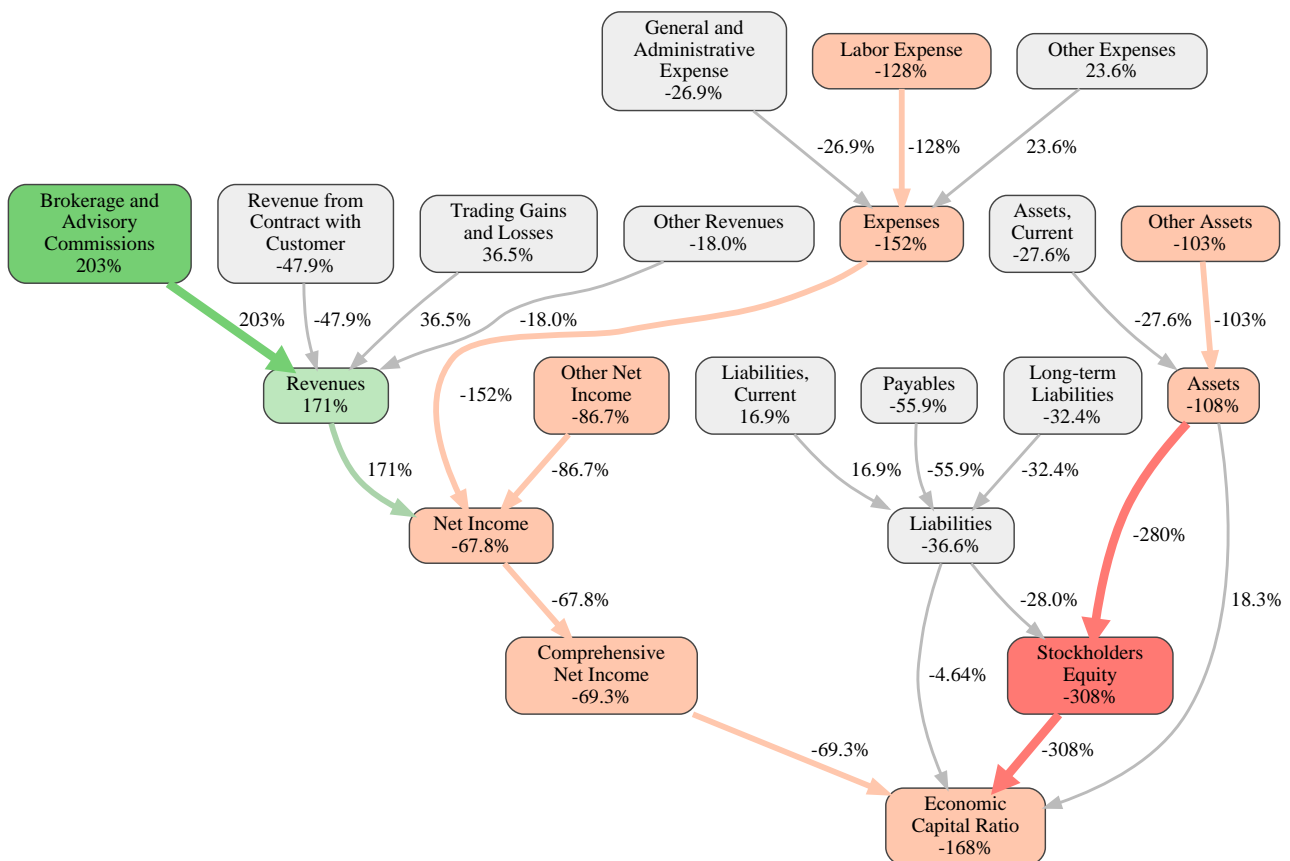 General and
Administrative
Expense
-26.9%
Labor Expense
-128%
Other Expenses
23.6%
-26.9%
-128%
23.6%
Brokerage and
Advisory
Commissions
203%
Revenue from
Contract with
Customer
-47.9%
Trading Gains
and Losses
36.5%
Other Revenues
-18.0%
Expenses
-152%
Assets,
Current
-27.6%
Other Assets
-103%
203%
-47.9%
36.5%
-18.0%
-27.6%
-103%
Revenues
171%
-152%
Other Net
Income
-86.7%
Liabilities,
Current
16.9%
Payables
-55.9%
Long-term
Liabilities
-32.4%
Assets
-108%
171%
-86.7%
16.9%
-55.9%
-32.4%
Net Income
-67.8%
Liabilities
-36.6%
-280%
-67.8%
-28.0%
18.3%
Comprehensive
Net Income
-69.3%
-4.64%
Stockholders
Equity
-308%
-69.3%
-308%
Economic
Capital Ratio
-168%